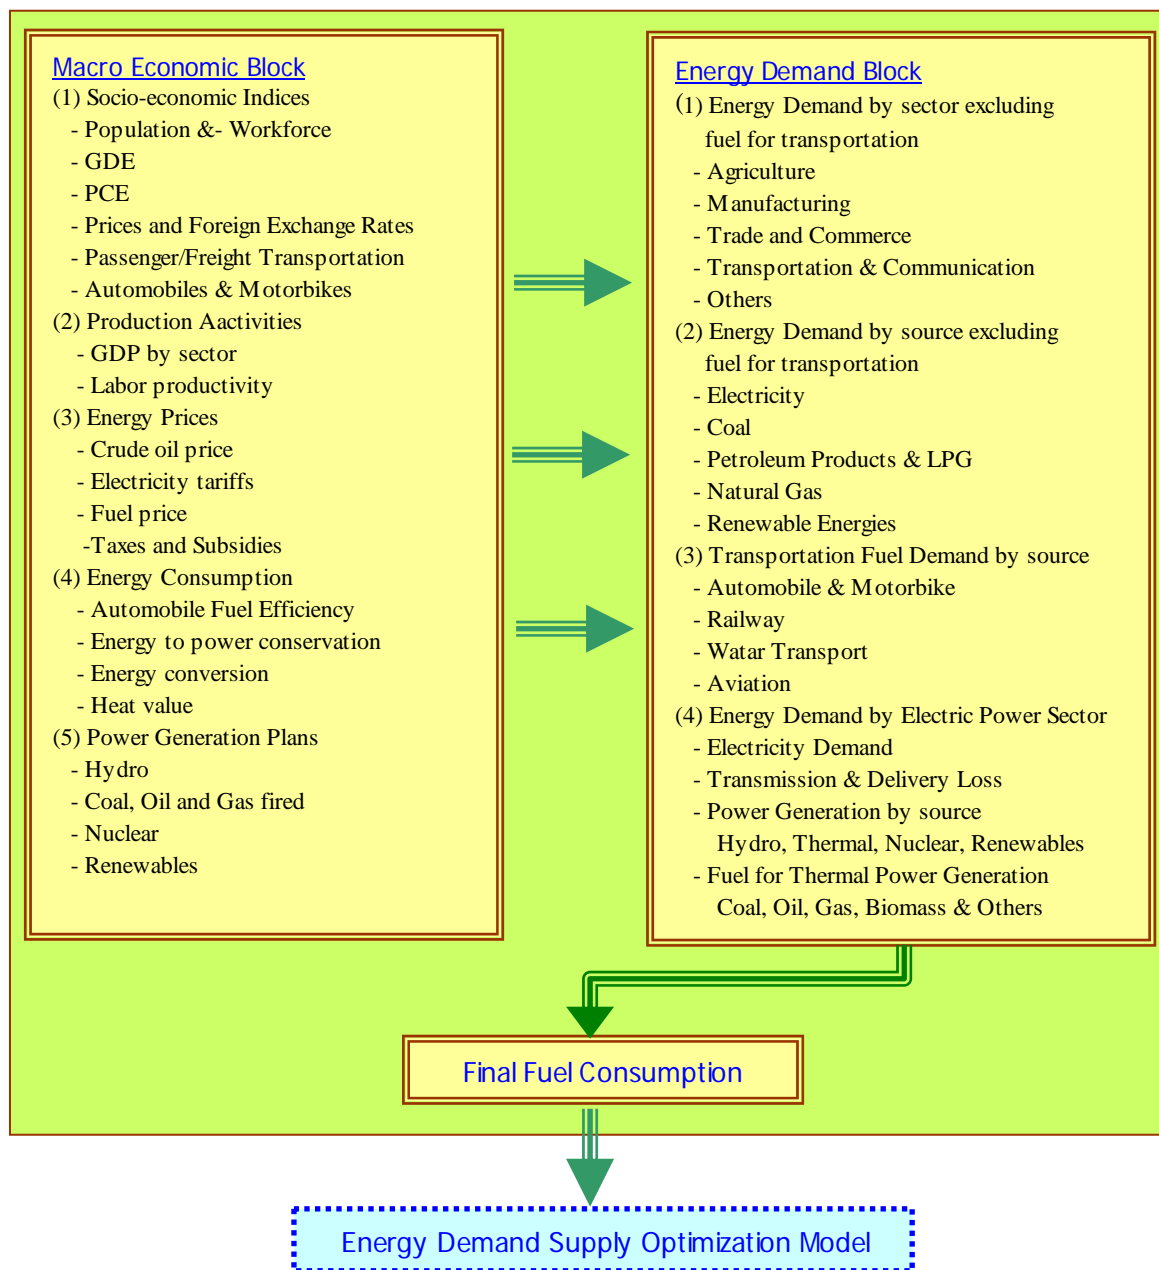 Macro Economic Block
(1) Socio-economic Indices
- Population &- Workforce
- GDE
- PCE
- Prices and Foreign Exchange Rates
- Passenger/Freight Transportation
- Automobiles & Motorbikes
(2) Production Aactivities
- GDP by sector
- Labor productivity
(3) Energy Prices
- Crude oil price
- Electricity tariffs
- Fuel price
-Taxes and Subsidies
(4) Energy Consumption
- Automobile Fuel Efficiency
- Energy to power conservation
- Energy conversion
- Heat value
(5) Power Generation Plans
- Hydro
- Coal, Oil and Gas fired
- Nuclear
- Renewables
Energy Demand Block
(1) Energy Demand by sector excluding
fuel for transportation
- Agriculture
- Manufacturing
- Trade and Commerce
- Transportation & Communication
- Others
(2) Energy Demand by source excluding
fuel for transportation
- Electricity
- Coal
- Petroleum Products & LPG
- Natural Gas
- Renewable Energies
(3) Transportation Fuel Demand by source
- Automobile & Motorbike
- Railway
- Watar Transport
- Aviation
(4) Energy Demand by Electric Power Sector
- Electricity Demand
- Transmission & Delivery Loss
- Power Generation by source
Hydro, Thermal, Nuclear, Renewables
- Fuel for Thermal Power Generation
Coal, Oil, Gas, Biomass & Others
Final Fuel Consumption
Energy Demand Supply Optimization Model